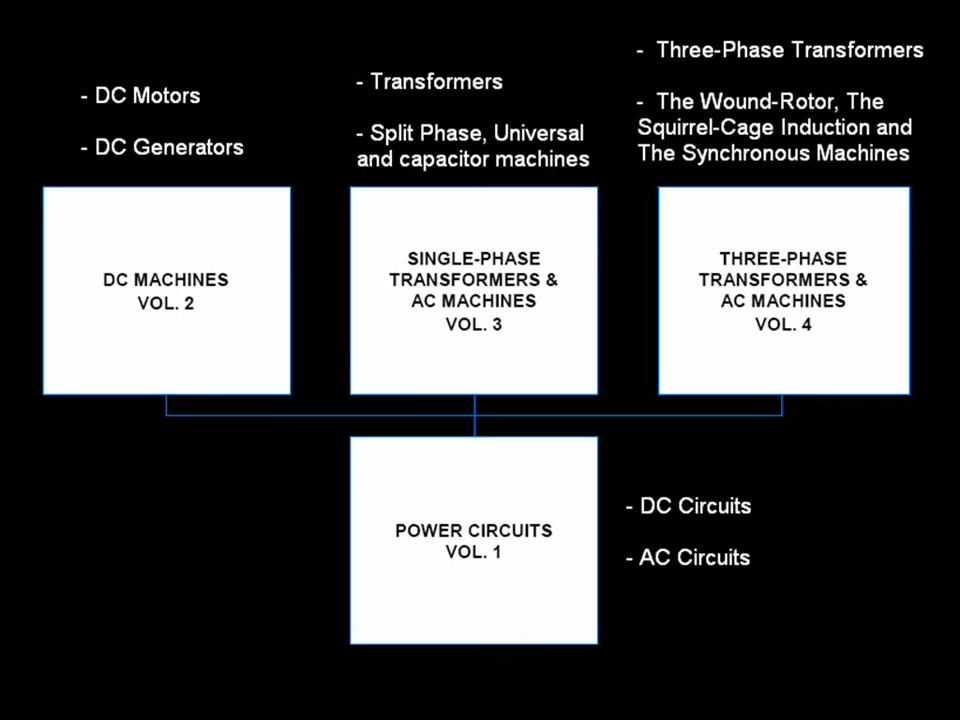 - DC Motors
- DC Generators
- Transformers
- Split Phase, Universal
and capacitor machines
- Three-Phase Transformers
- The Wound-Rotor, The
Squirrel-Cage Induction and
The Synchronous Machines
DC MACHINES
VOL. 2
SINGLE-PHASE
TRANSFORMERS &
AC MACHINES
VOL. 3
THREE-PHASE
TRANSFORMERS &
AC MACHINES
VOL. 4
POWER CIRCUITS
VOL. 1
- DC Circuits
- AC Circuits